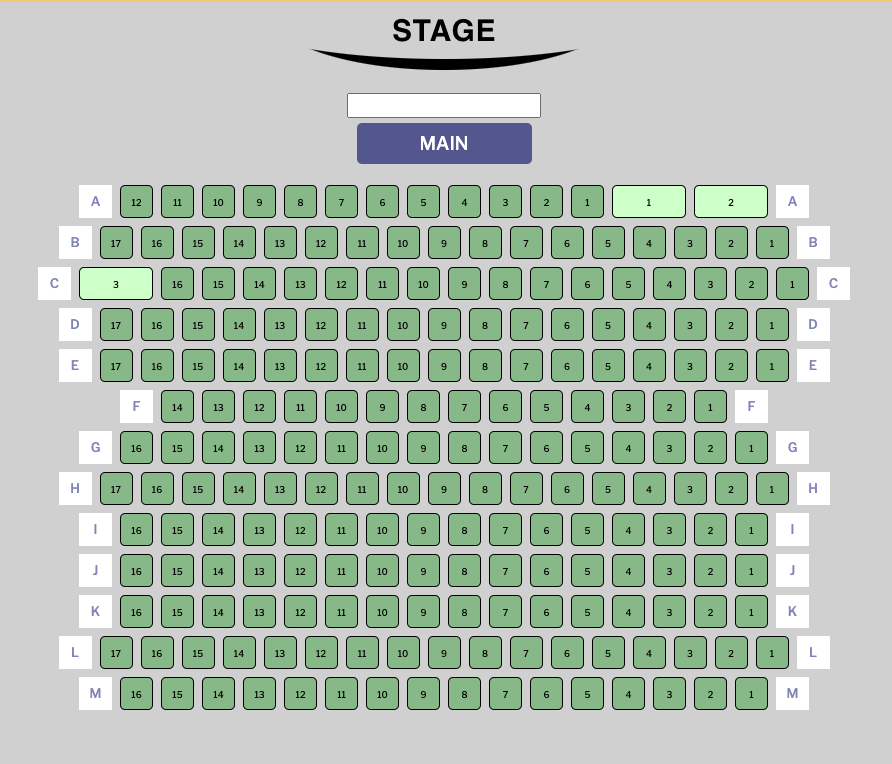 STAGE
MAIN
A 12 11 10 9 8 7 6 5 4 3 2 1 1 2 A
B 17 16 15 14 13 12 11 10 9 8 7 6 5 4 3 2 1 B
C 3 16 15 14 13 12 11 10 9 8 7 6 5 4 3 2 1 C
D 17 16 15 14 13 12 11 10 9 8 7 6 5 4 3 2 1 D
E 17 16 15 14 13 12 11 10 9 8 7 6 5 4 3 2 1 E
F 14 13 12 11 10 9 8 7 6 5 4 3 2 1 F
G 16 15 14 13 12 11 10 9 8 7 6 5 4 3 2 1 G
H 17 16 15 14 13 12 11 10 9 8 7 6 5 4 3 2 1 H
I 16 15 14 13 12 11 10 9 8 7 6 5 4 3 2 1 I
J 16 15 14 13 12 11 10 9 8 7 6 5 4 3 2 1 J
K 16 15 14 13 12 11 10 9 8 7 6 5 4 3 2 1 K
L 17 16 15 14 13 12 11 10 9 8 7 6 5 4 3 2 1 L
M 16 15 14 13 12 11 10 9 8 7 6 5 4 3 2 1 M